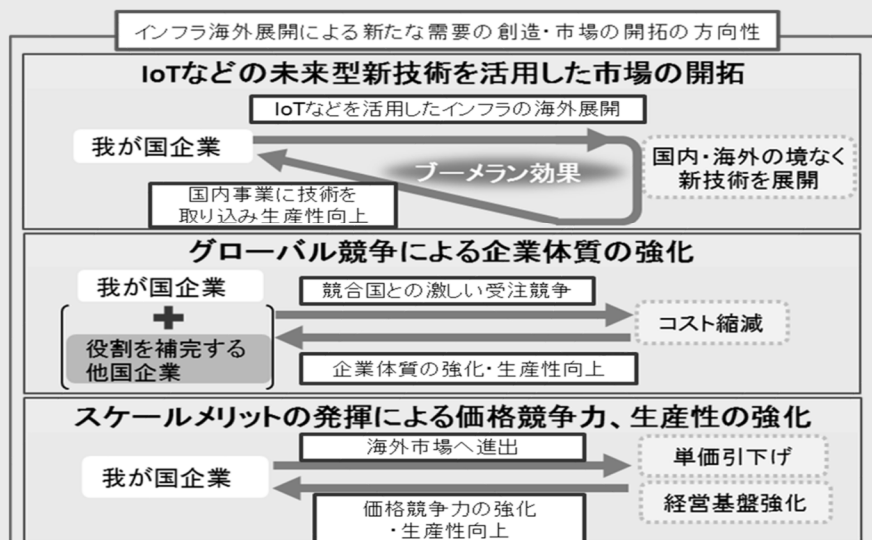 インフラ海外展開による新たな需要の創造・市場の開拓の方向性
IoTなどの未来型新技術を活用した市場の開拓
IoTなどを活用したインフラの海外展開
我が国企業
国内・海外の境なく
新技術を展開
ブーメラン効果
国内事業に技術を
取り込み生産性向上
グローバル競争による企業体質の強化
我が国企業
+
役割を補完する
他国企業
競合国との激しい受注競争
コスト縮減
企業体質の強化・生産性向上
スケールメリットの発揮による価格競争力、生産性の強化
海外市場へ進出
我が国企業
単価引下げ
経営基盤強化
価格競争力の強化
・生産性向上